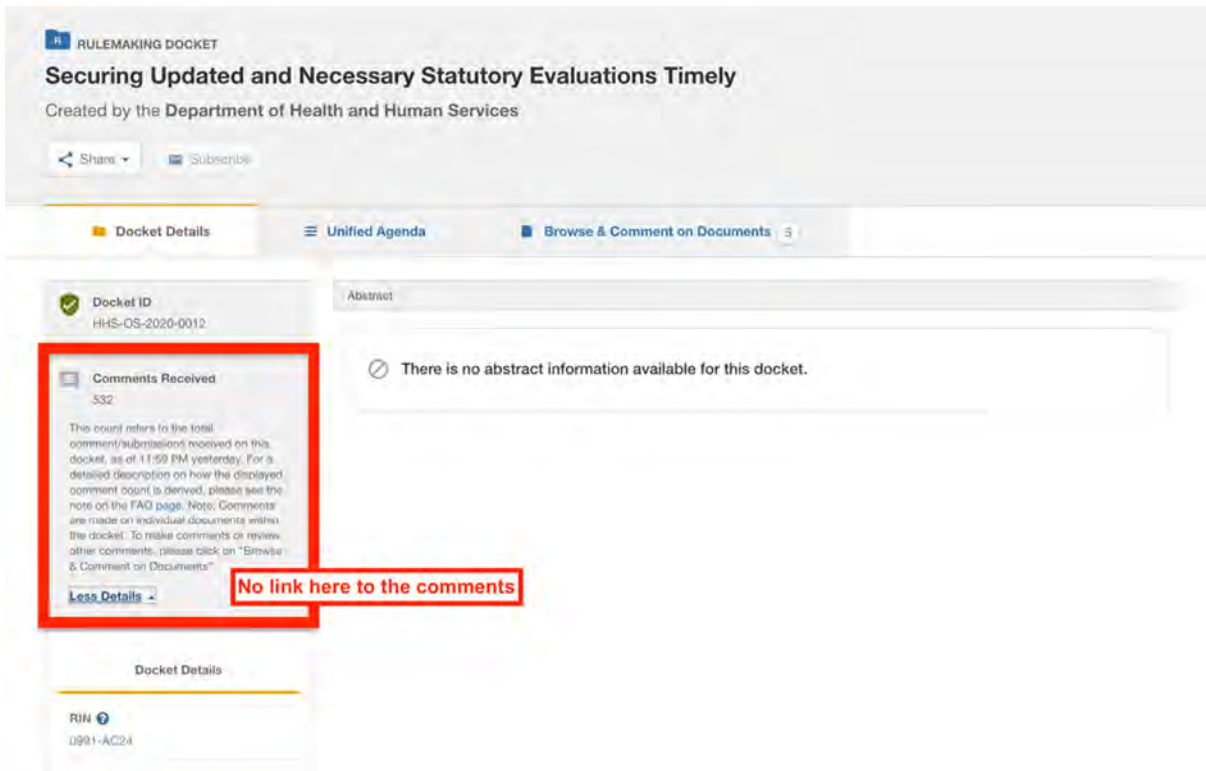 RULEMAKING DOCKET
Securing Updated and Necessary Statutory Evaluations Timely
Created by the Department of Health and Human Services
Share
Subscribe
Docket Details
Unified Agenda
Browse & Comment on Documents 5
Docket ID
HHS-OS-2020-0012
Abstract
There is no abstract information available for this docket.
Comments Received
532
This count refers to the total
comment/submissions received on this
docket, as of 11:59 PM yesterday. For a
detailed description on how the displayed
comment count is derived, please see the
note on the FAQ page. Note: Comments
are made on individual documents within
the docket. To make comments or review
other comments, please click on "Browse
& Comment on Documents"
Less Details
No link here to the comments
Docket Details
RIN ?
0991-AC24